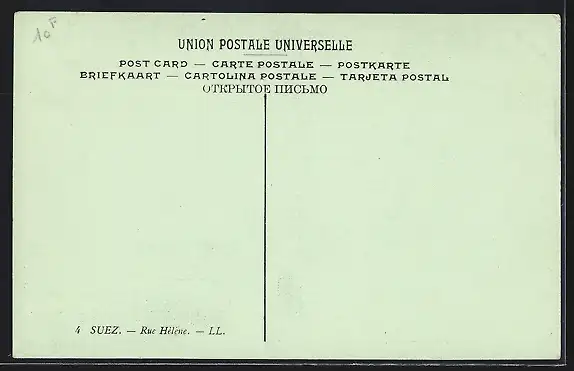 10F
UNION POSTALE UNIVERSELLE
POST CARD — CARTE POSTALE — POSTKARTE
BRIEFKAART — CARTOLINA POSTALE — TARJETA POSTAL
ОТКРЫТОЕ ПИСЬМО
4 SUEZ. — Rue Hélène. — LL.